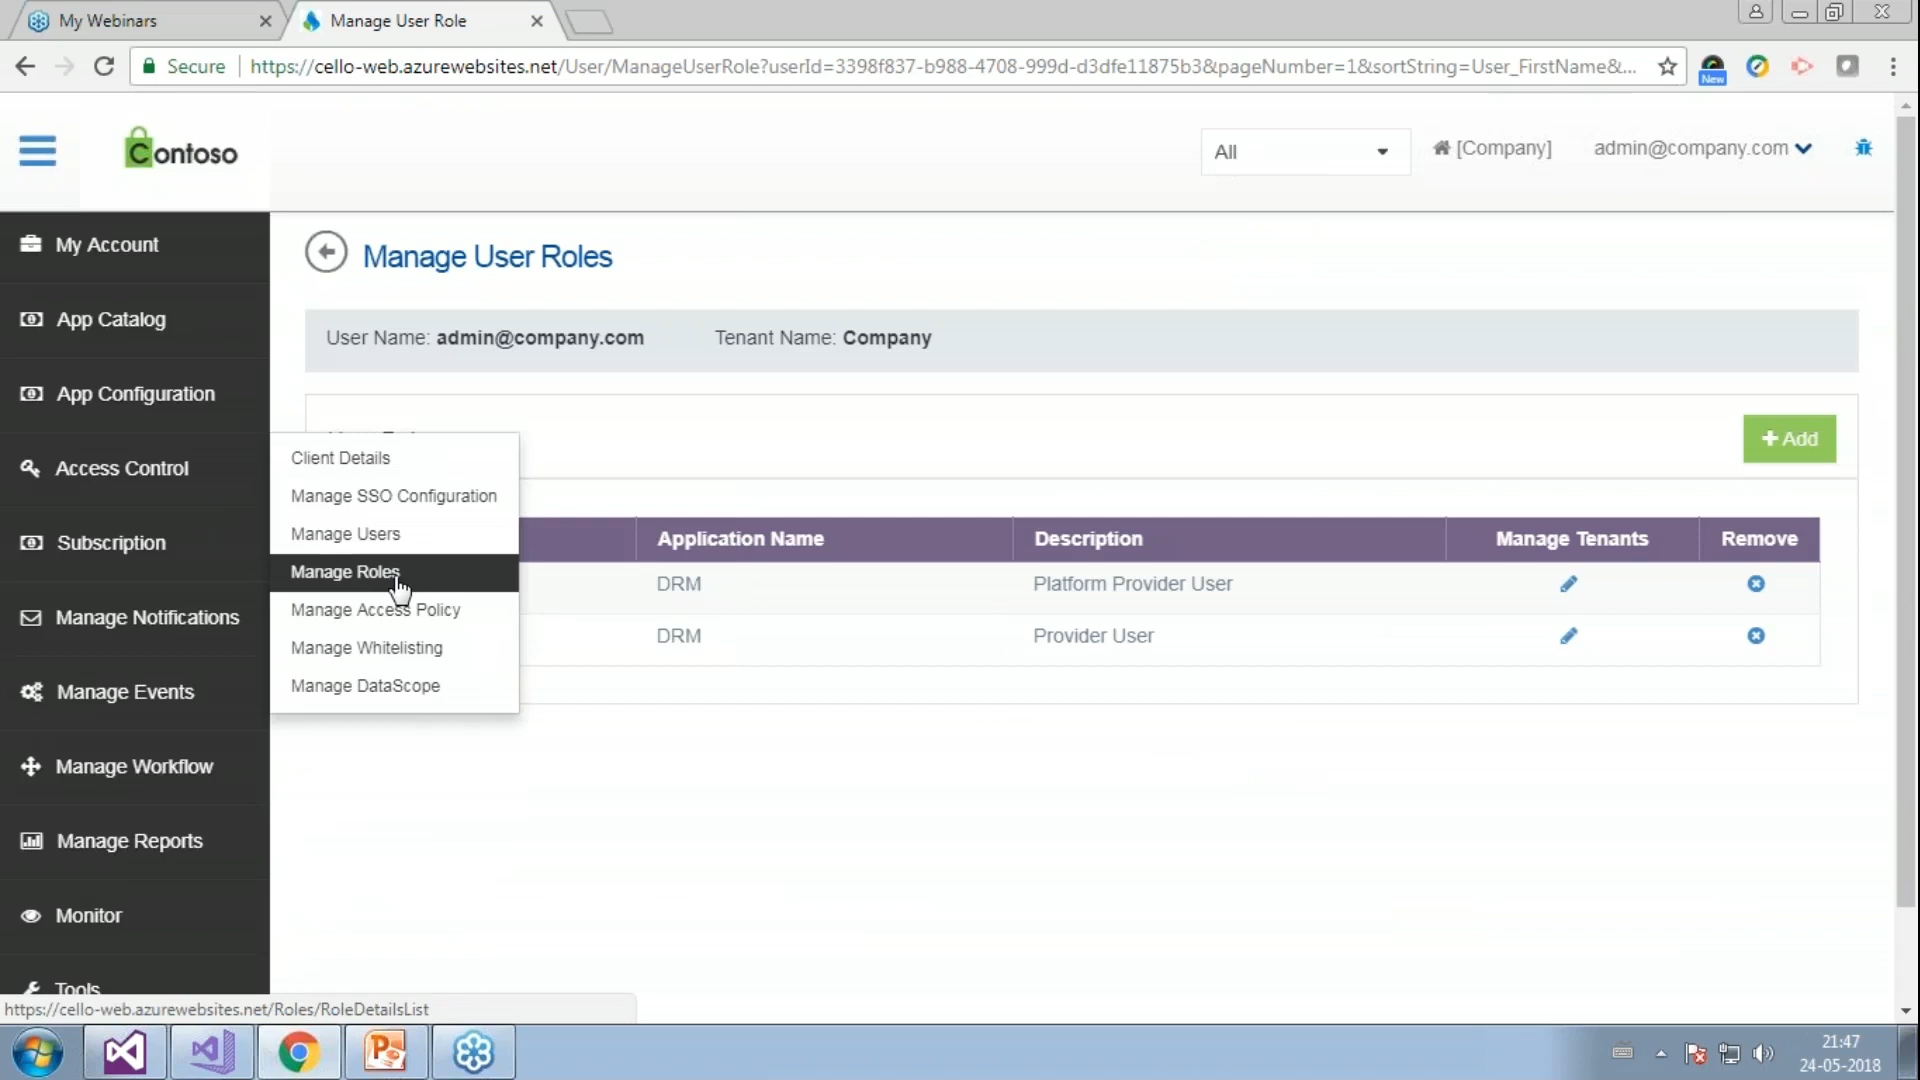 My Webinars
Manage User Role
Secure
https://cello-web.azurewebsites.net/User/ManageUserRole?userId=3398f837-b988-4708-999d-d3dfe11875b3&pageNumber=1&sortString=User_FirstName&...
New
Contoso
All
[Company]
admin@company.com
My Account
App Catalog
App Configuration
Access Control
Subscription
Manage Notifications
Manage Events
Manage Workflow
Manage Reports
Monitor
Tools
Manage User Roles
User Name: admin@company.com
Tenant Name: Company
+ Add
Client Details
Manage SSO Configuration
Manage Users
Manage Roles
Manage Access Policy
Manage Whitelisting
Manage DataScope
Application Name Description Manage Tenants Remove
DRM Platform Provider User
DRM Provider User
https://cello-web.azurewebsites.net/Roles/RoleDetailsList
21:47
24-05-2018